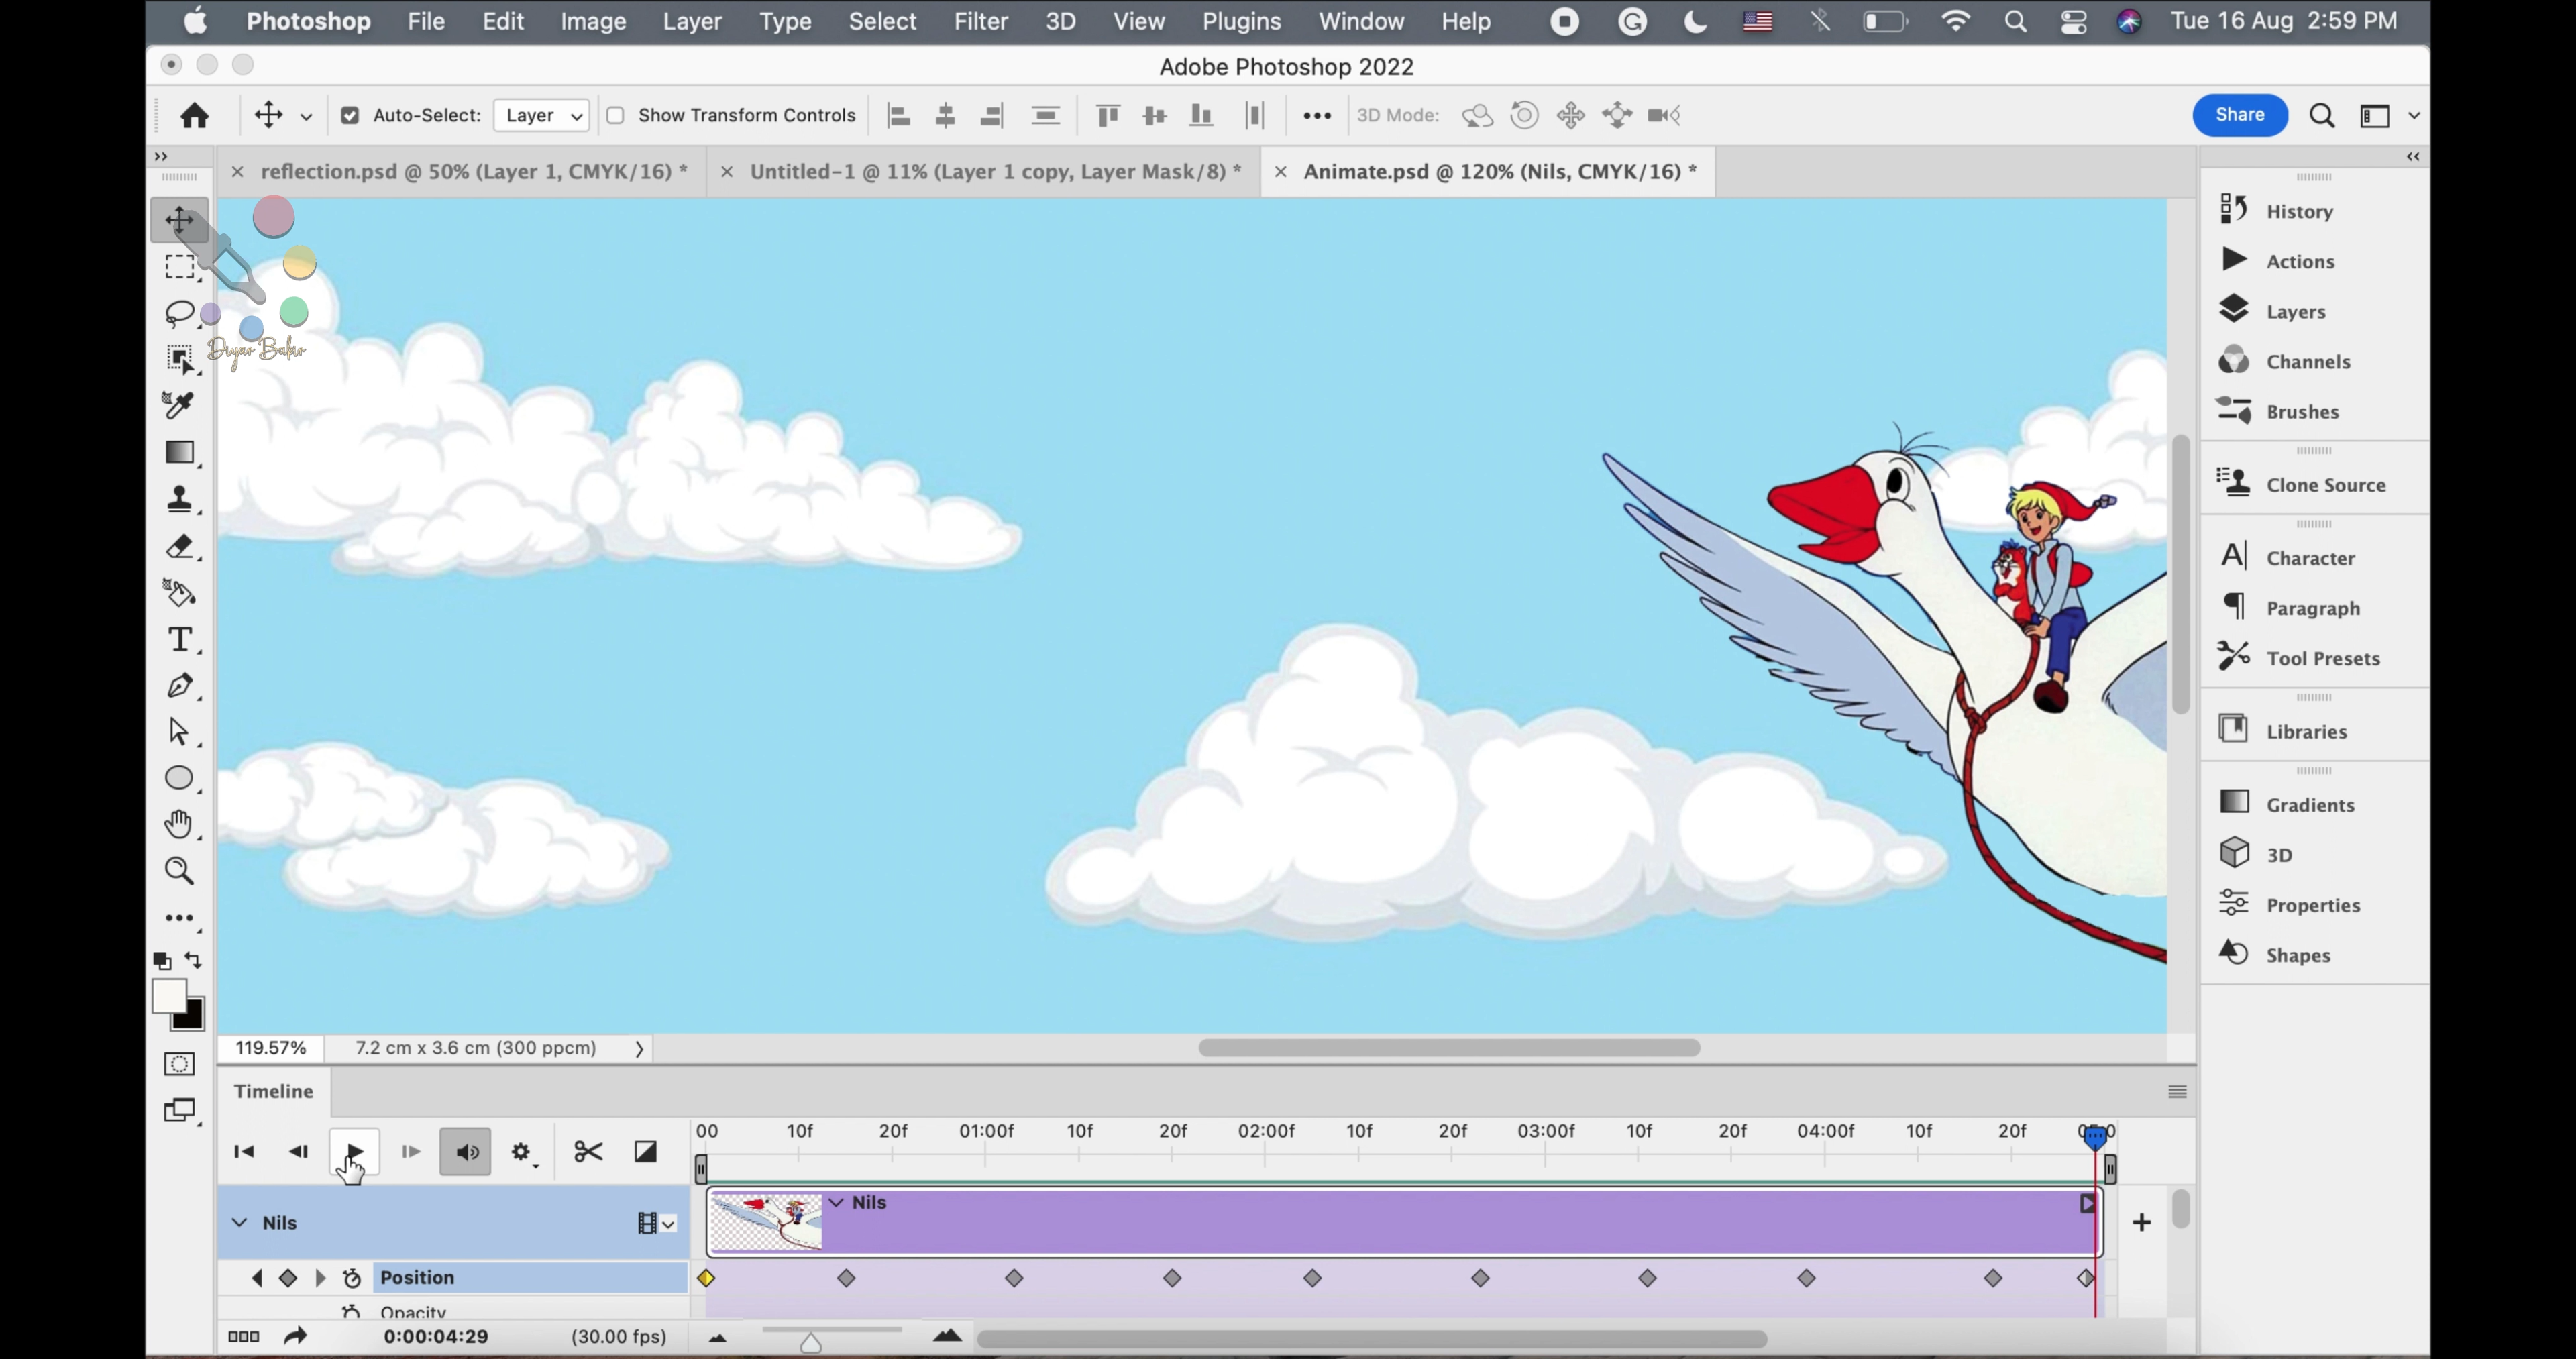 Photoshop File Edit Image Layer Type Select Filter 3D View Plugins Window Help Tue 16 Aug 2:59 PM
Adobe Photoshop 2022
Auto-Select: Layer Show Transform Controls 3D Mode: Share
reflection.psd @ 50% (Layer 1, CMYK/16) * Untitled-1 @ 11% (Layer 1 copy, Layer Mask/8) * Animate.psd @ 120% (Nils, CMYK/16) *
Diyar Bakir
History
Actions
Layers
Channels
Brushes
Clone Source
Character
Paragraph
Tool Presets
Libraries
Gradients
3D
Properties
Shapes
119.57% 7.2 cm x 3.6 cm (300 ppcm)
Timeline
00 10f 20f 01:00f 10f 20f 02:00f 10f 20f 03:00f 10f 20f 04:00f 10f 20f
Nils
Nils
Position
Opacity
0:00:04:29 (30.00 fps)